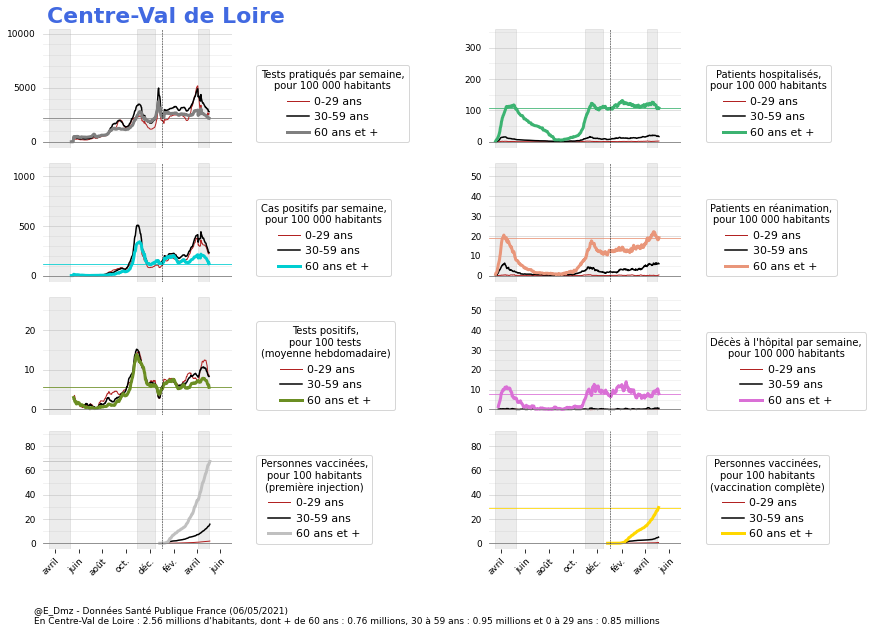 Centre-Val de Loire
10000
5000
0
Tests pratiqués par semaine,
pour 100 000 habitants
0-29 ans
30-59 ans
60 ans et +
300
200
100
0
Patients hospitalisés,
pour 100 000 habitants
0-29 ans
30-59 ans
60 ans et +
1000
500
0
Cas positifs par semaine,
pour 100 000 habitants
0-29 ans
30-59 ans
60 ans et +
50
40
30
20
10
0
Patients en réanimation,
pour 100 000 habitants
0-29 ans
30-59 ans
60 ans et +
20
10
0
Tests positifs,
pour 100 tests
(moyenne hebdomadaire)
0-29 ans
30-59 ans
60 ans et +
50
40
30
20
10
0
Décès à l'hôpital par semaine,
pour 100 000 habitants
0-29 ans
30-59 ans
60 ans et +
80
60
40
20
0
Personnes vaccinées,
pour 100 habitants
(première injection)
0-29 ans
30-59 ans
60 ans et +
avril
juin
août
oct.
déc.
fév.
avril
juin
80
60
40
20
0
Personnes vaccinées,
pour 100 habitants
(vaccination complète)
0-29 ans
30-59 ans
60 ans et +
avril
juin
août
oct.
déc.
fév.
avril
juin
@E_Dmz - Données Santé Publique France (06/05/2021)
En Centre-Val de Loire : 2.56 millions d'habitants, dont + de 60 ans : 0.76 millions, 30 à 59 ans : 0.95 millions et 0 à 29 ans : 0.85 millions